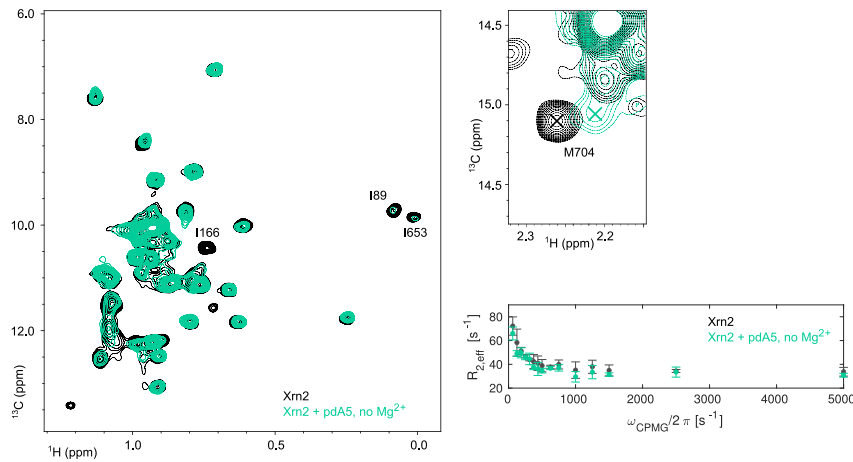 6.0
8.0
10.0
12.0
¹³C (ppm)
¹H (ppm)
1.0
0.5
0.0
I89
I653
I166
Xrn2
Xrn2 + pdA5, no Mg²⁺
14.5
15.0
14.5
¹³C (ppm)
M704
2.3
¹H (ppm)
2.2
80
60
40
20
0
R₂,eff [s⁻¹]
Xrn2
Xrn2 + pdA5, no Mg²⁺
0
1000
2000
3000
4000
5000
ω_CPMG/2 π [s⁻¹]